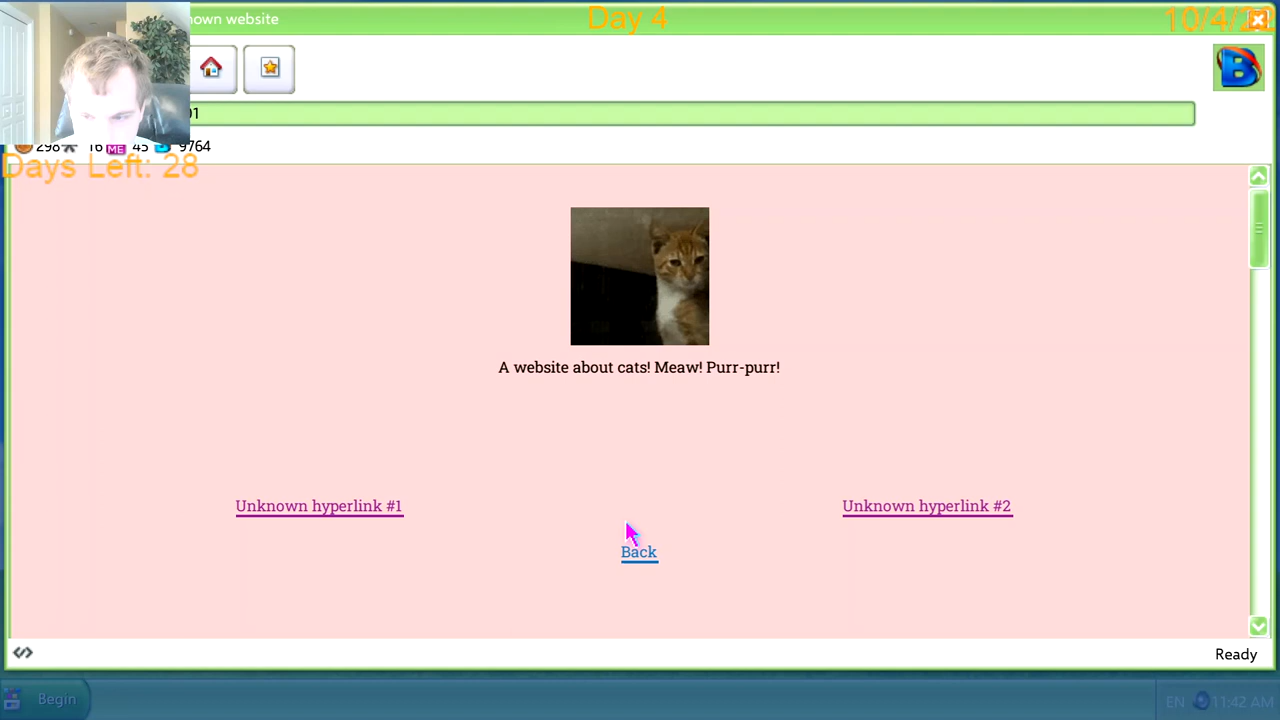 nown website
Day 4
10/4/2
01
298 16 ME 45 9764
Days Left: 28
A website about cats! Meaw! Purr-purr!
Unknown hyperlink #1
Unknown hyperlink #2
Back
Ready
Begin
EN 11:42 AM